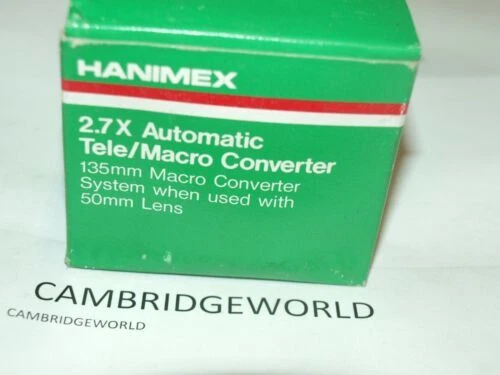 HANIMEX
2.7X Automatic
Tele/Macro Converter
135mm Macro Converter
System when used with
50mm Lens
CAMBRIDGEWORLD
CAMBRIDGEWORLD